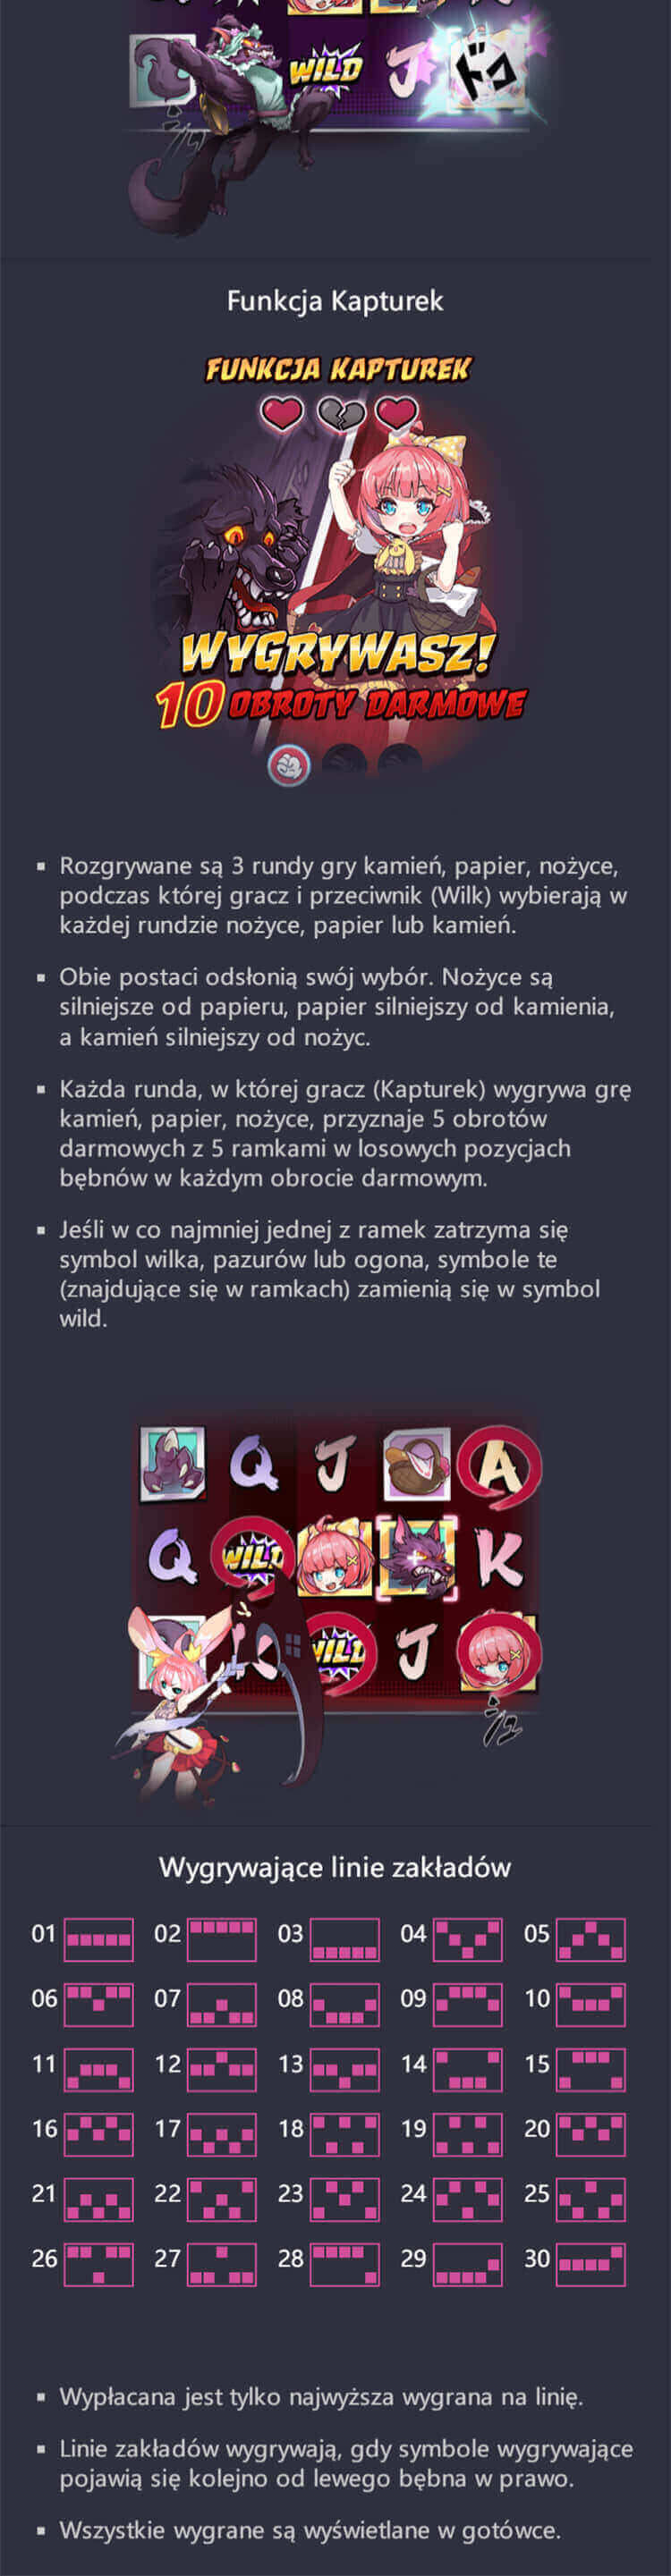 WILD J ドコ
Funkcja Kapturek
FUNKCJA KAPTUREK
WYGRYWASZ!
10 OBROTY DARMOWE
▪ Rozgrywane są 3 rundy gry kamień, papier, nożyce,
podczas której gracz i przeciwnik (Wilk) wybierają w
każdej rundzie nożyce, papier lub kamień.
▪ Obie postaci odsłonią swój wybór. Nożyce są
silniejsze od papieru, papier silniejszy od kamienia,
a kamień silniejszy od nożyc.
▪ Każda runda, w której gracz (Kapturek) wygrywa grę
kamień, papier, nożyce, przyznaje 5 obrotów
darmowych z 5 ramkami w losowych pozycjach
bębnów w każdym obrocie darmowym.
▪ Jeśli w co najmniej jednej z ramek zatrzyma się
symbol wilka, pazurów lub ogona, symbole te
(znajdujące się w ramkach) zamienią się w symbol
wild.
Q J A
Q WILD K
K WILD J
Wygrywające linie zakładów
01 02 03 04 05
06 07 08 09 10
11 12 13 14 15
16 17 18 19 20
21 22 23 24 25
26 27 28 29 30
▪ Wypłacana jest tylko najwyższa wygrana na linię.
▪ Linie zakładów wygrywają, gdy symbole wygrywające
pojawią się kolejno od lewego bębna w prawo.
▪ Wszystkie wygrane są wyświetlane w gotówce.